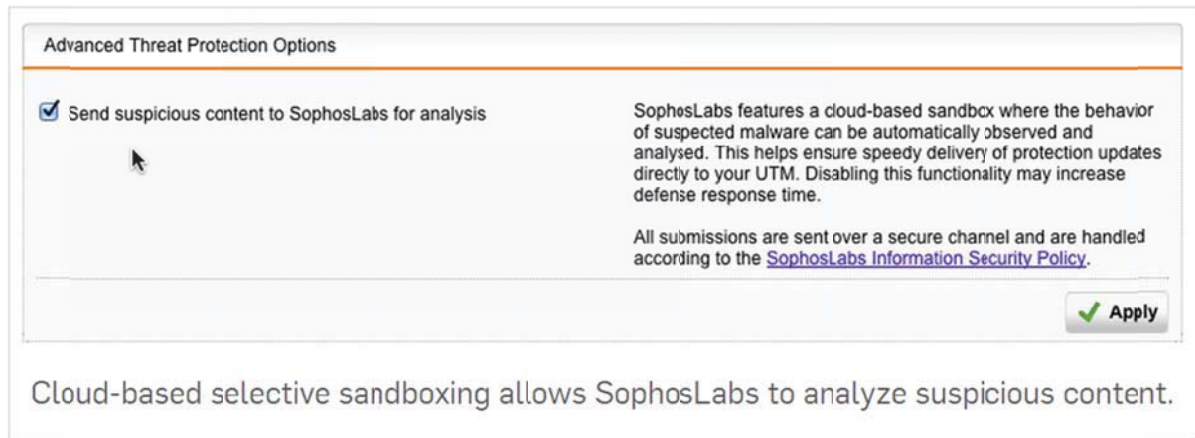 Advanced Threat Protection Options
Send suspicious content to SophosLabs for analysis
SophosLabs features a cloud-based sandbox where the behavior
of suspected malware can be automatically observed and
analysed. This helps ensure speedy delivery of protection updates
directly to your UTM. Disabling this functionality may increase
defense response time.
All submissions are sent over a secure channel and are handled
according to the SophosLabs Information Security Policy.
Apply
Cloud-based selective sandboxing allows SophosLabs to analyze suspicious content.